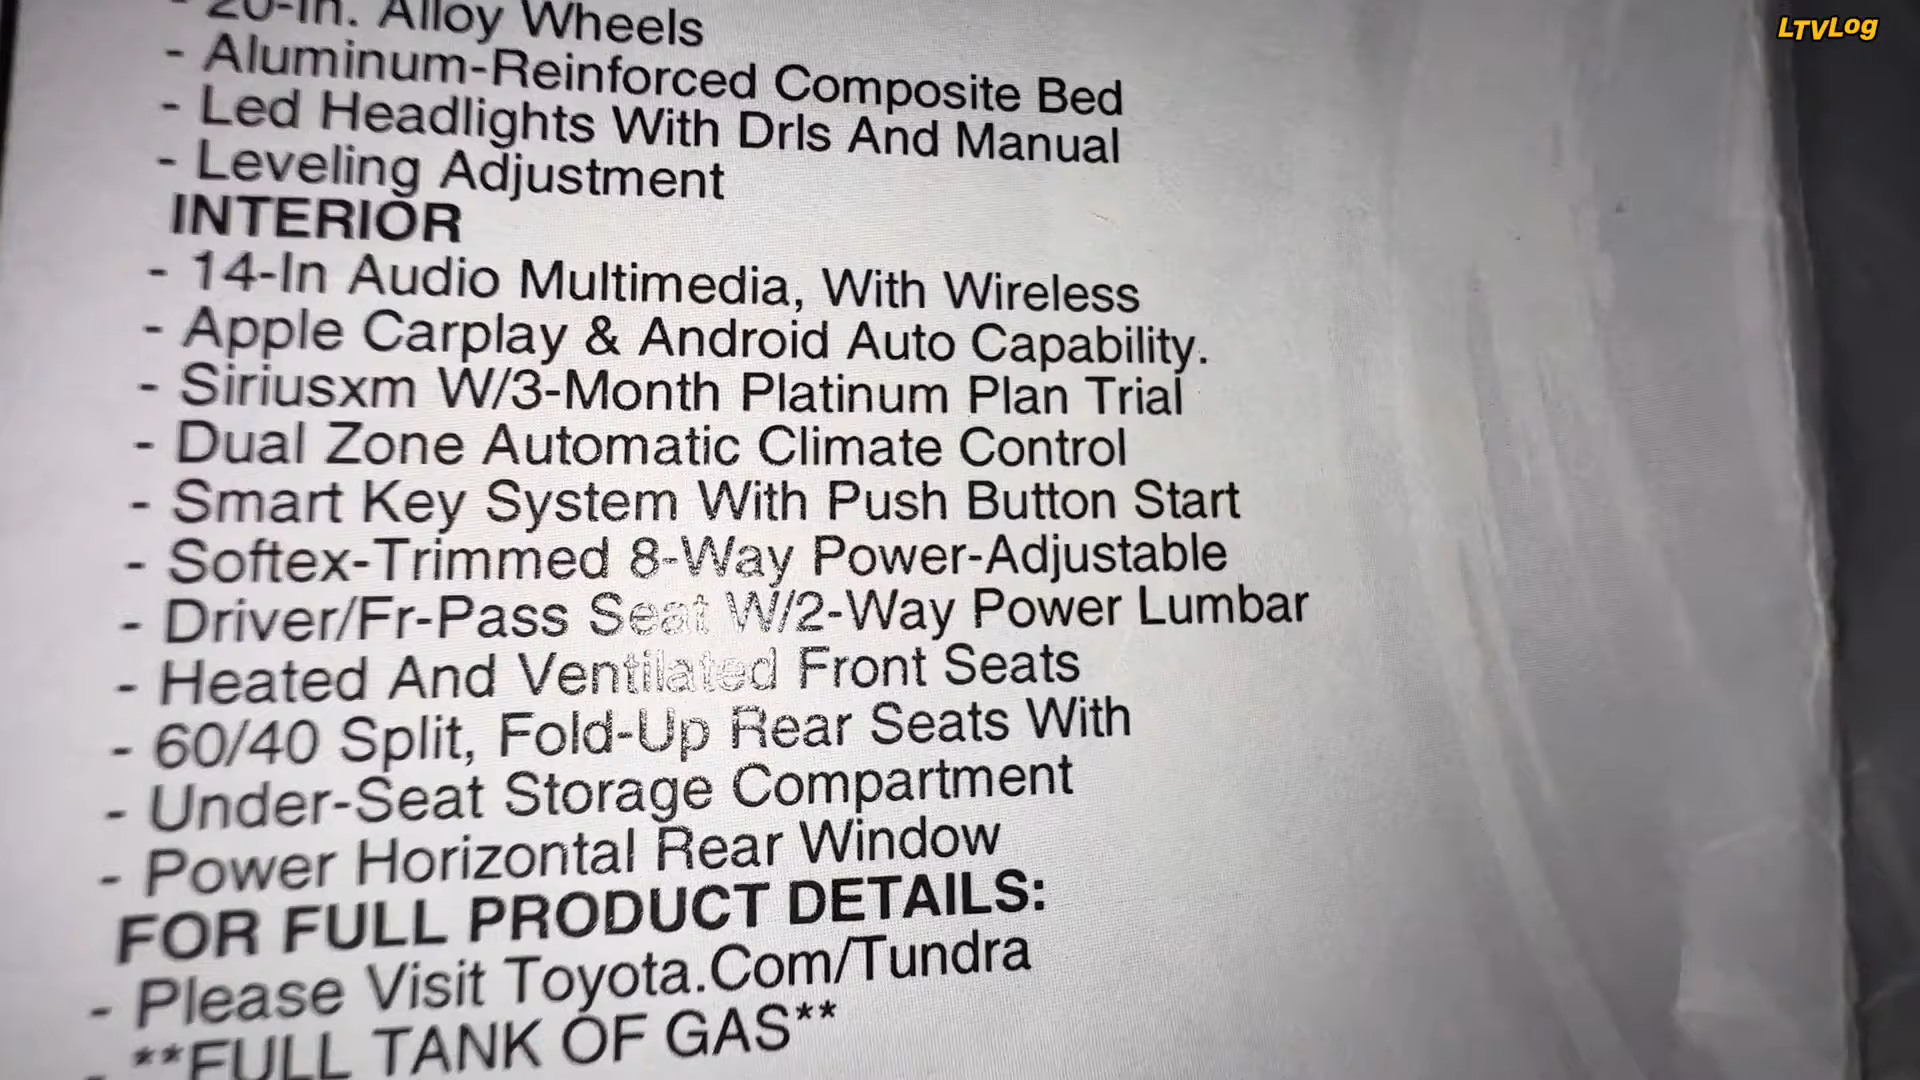 - 20-In. Alloy Wheels
- Aluminum-Reinforced Composite Bed
- Led Headlights With Drls And Manual
- Leveling Adjustment
INTERIOR
- 14-In Audio Multimedia, With Wireless
- Apple Carplay & Android Auto Capability.
- Siriusxm W/3-Month Platinum Plan Trial
- Dual Zone Automatic Climate Control
- Smart Key System With Push Button Start
- Softex-Trimmed 8-Way Power-Adjustable
- Driver/Fr-Pass Seat W/2-Way Power Lumbar
- Heated And Ventilated Front Seats
- 60/40 Split, Fold-Up Rear Seats With
- Under-Seat Storage Compartment
- Power Horizontal Rear Window
FOR FULL PRODUCT DETAILS:
- Please Visit Toyota.Com/Tundra
- **FULL TANK OF GAS**
LTVLog